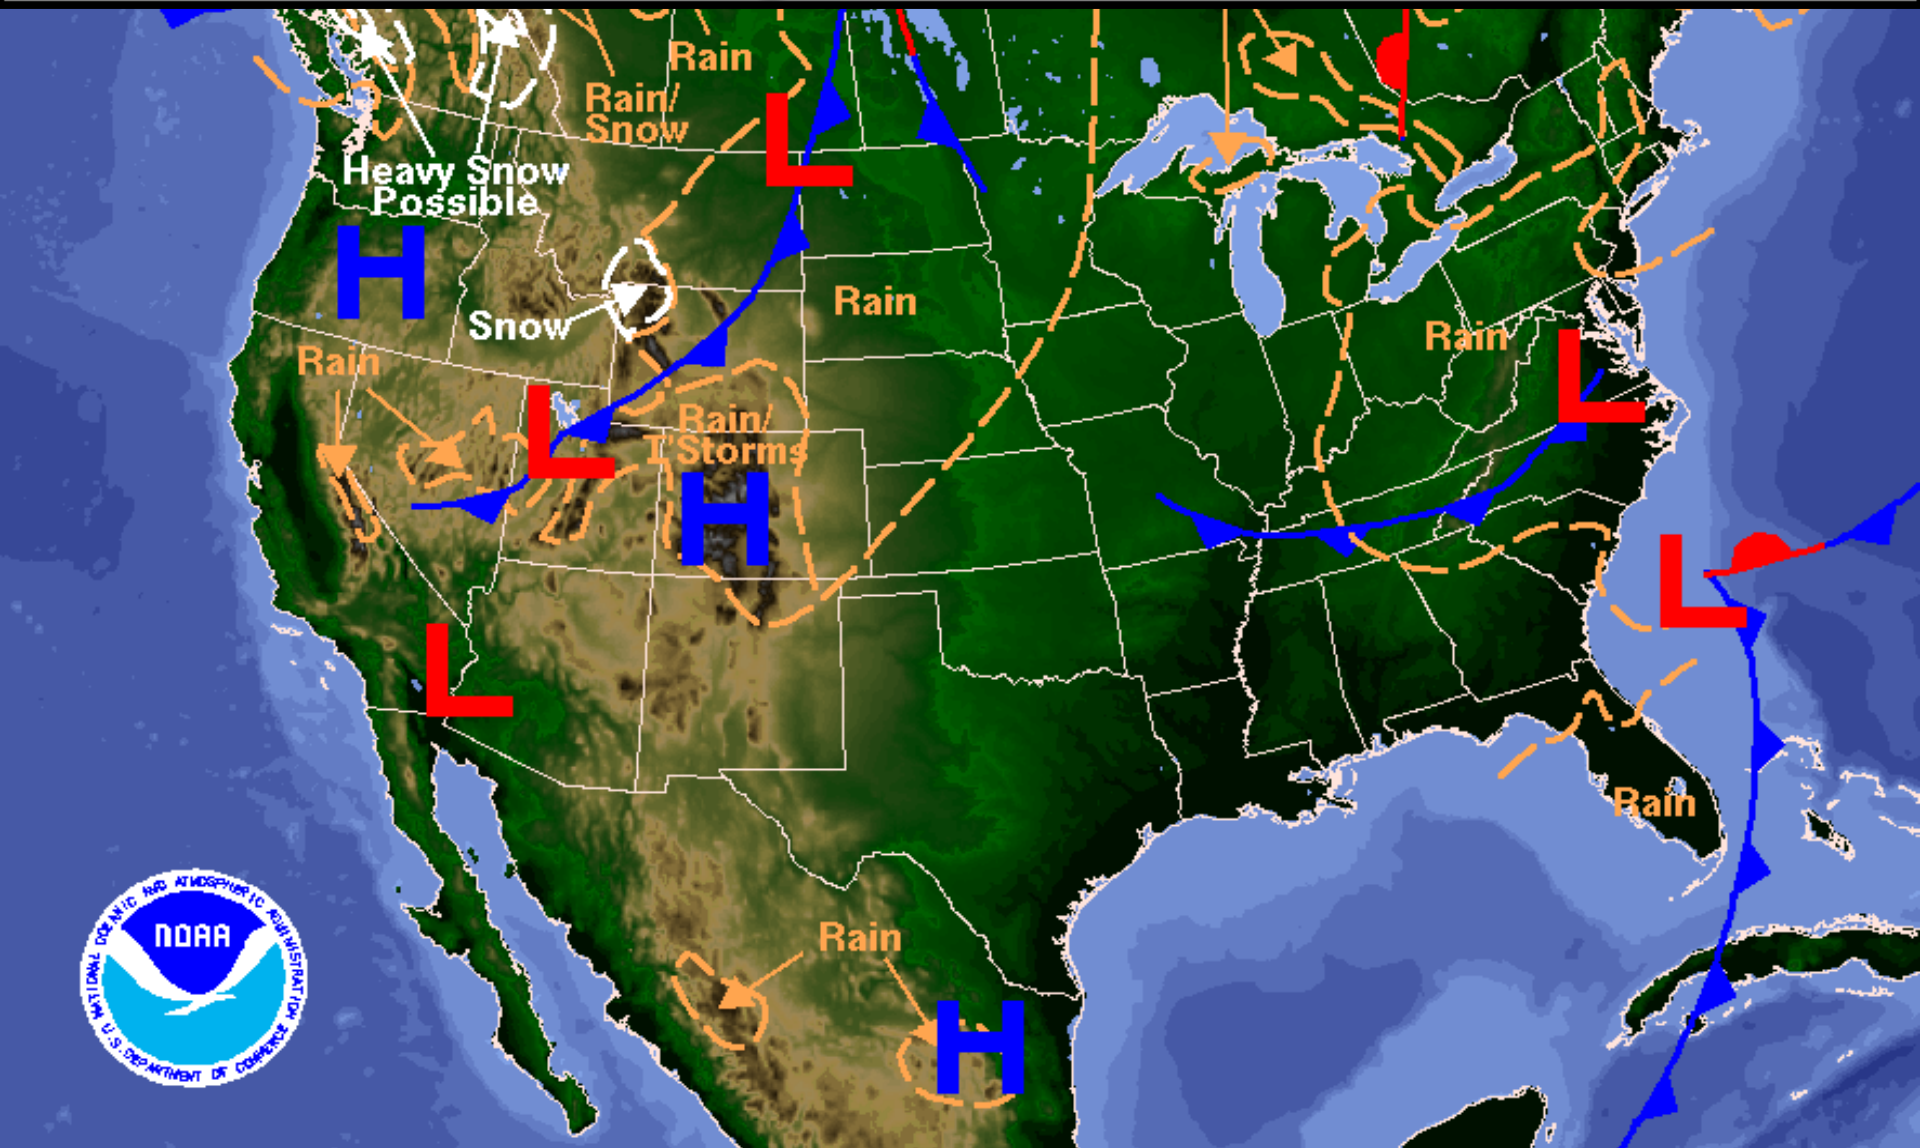 Rain
Rain/
Snow
Heavy Snow
Possible
H
L
Snow
Rain
Rain
Rain
L
Rain/
T'Storms
L
H
L
L
Rain
Rain
H
NOAA
NATIONAL OCEANIC AND ATMOSPHERIC ADMINISTRATION
U.S. DEPARTMENT OF COMMERCE